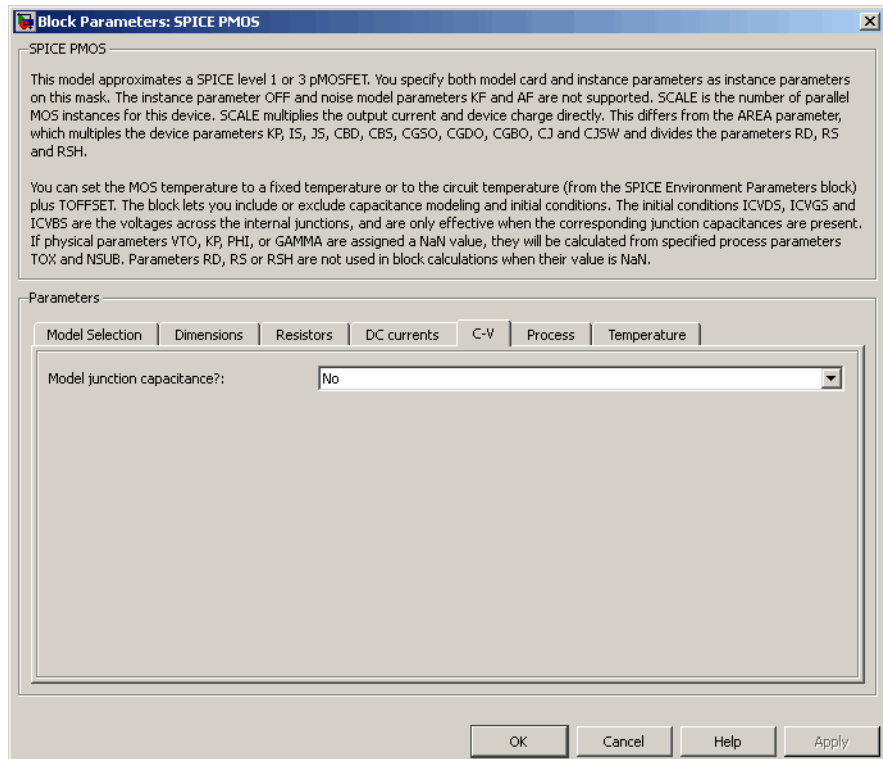 Block Parameters: SPICE PMOS
SPICE PMOS
This model approximates a SPICE level 1 or 3 pMOSFET. You specify both model card and instance parameters as instance parameters
on this mask. The instance parameter OFF and noise model parameters KF and AF are not supported. SCALE is the number of parallel
MOS instances for this device. SCALE multiplies the output current and device charge directly. This differs from the AREA parameter,
which multiples the device parameters KP, IS, JS, CBD, CBS, CGSO, CGDO, CGBO, CJ and CJSW and divides the parameters RD, RS
and RSH.
You can set the MOS temperature to a fixed temperature or to the circuit temperature (from the SPICE Environment Parameters block)
plus TOFFSET. The block lets you include or exclude capacitance modeling and initial conditions. The initial conditions ICVDS, ICVGS and
ICVBS are the voltages across the internal junctions, and are only effective when the corresponding junction capacitances are present.
If physical parameters VTO, KP, PHI, or GAMMA are assigned a NaN value, they will be calculated from specified process parameters
TOX and NSUB. Parameters RD, RS or RSH are not used in block calculations when their value is NaN.
Parameters
Model Selection Dimensions Resistors DC currents C-V Process Temperature
Model junction capacitance?: No
OK Cancel Help Apply